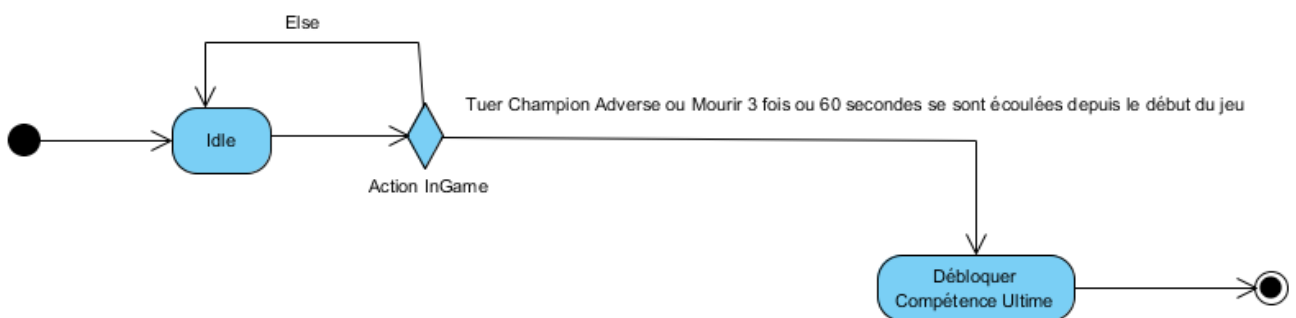 Else
Tuer Champion Adverse ou Mourir 3 fois ou 60 secondes se sont écoulées depuis le début du jeu
Idle
Action InGame
Débloquer
Compétence Ultime